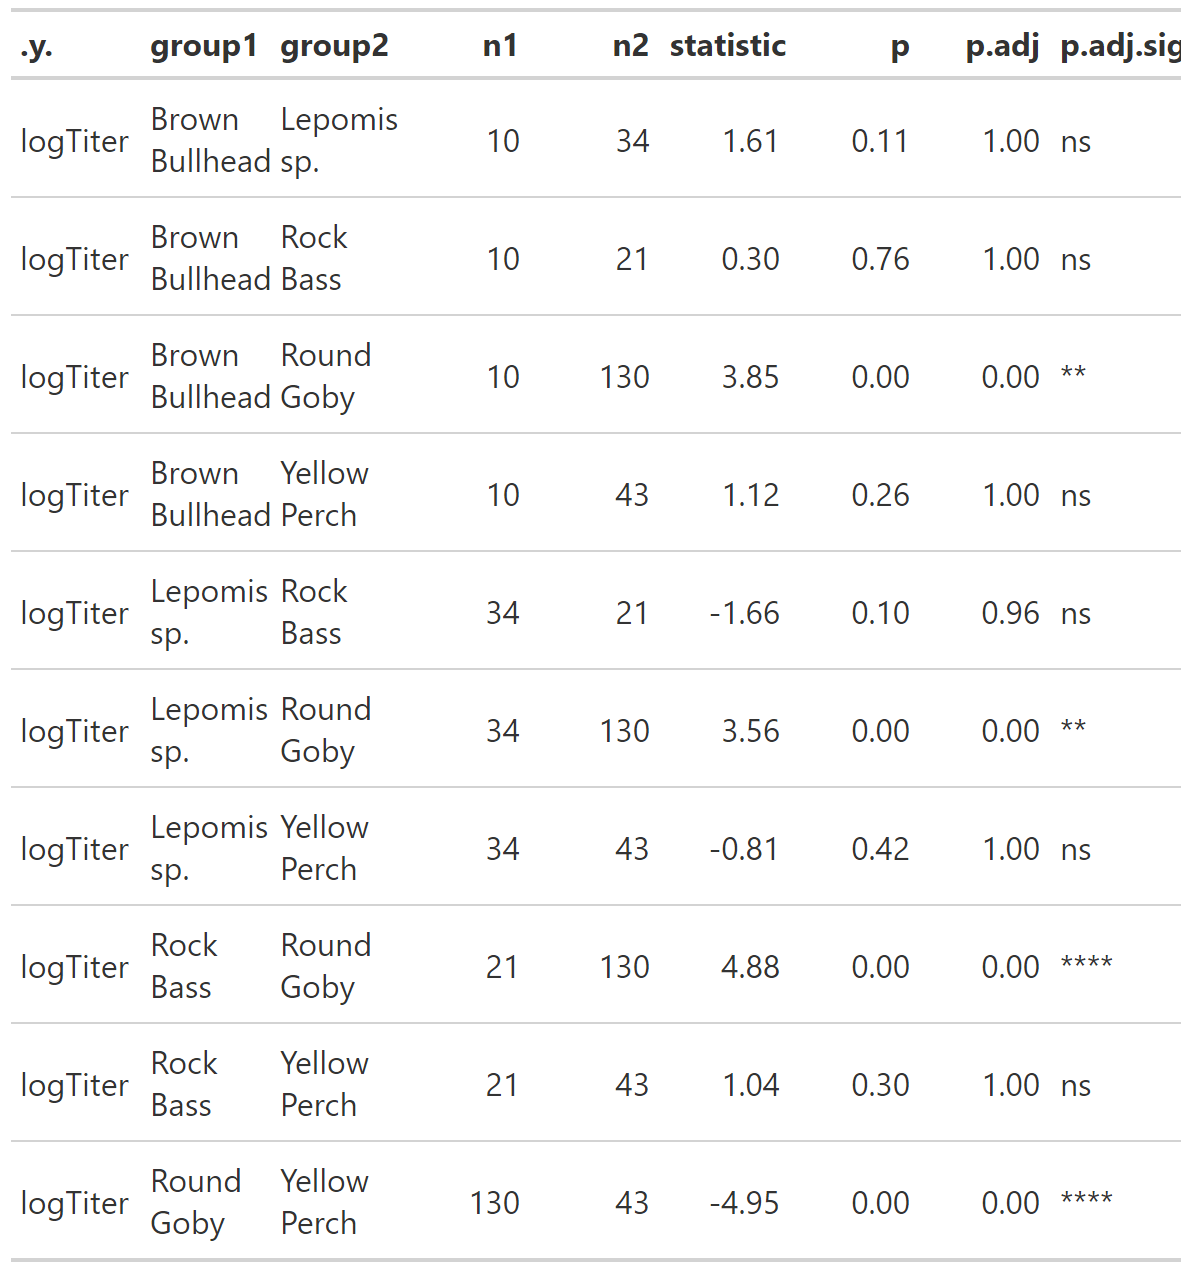 .y. group1 group2 n1 n2 statistic p p.adj p.adj.sig
logTiter Brown Bullhead Lepomis sp. 10 34 1.61 0.11 1.00 ns
logTiter Brown Bullhead Rock Bass 10 21 0.30 0.76 1.00 ns
logTiter Brown Bullhead Round Goby 10 130 3.85 0.00 0.00 **
logTiter Brown Bullhead Yellow Perch 10 43 1.12 0.26 1.00 ns
logTiter Lepomis sp. Rock Bass 34 21 -1.66 0.10 0.96 ns
logTiter Lepomis sp. Round Goby 34 130 3.56 0.00 0.00 **
logTiter Lepomis sp. Yellow Perch 34 43 -0.81 0.42 1.00 ns
logTiter Rock Bass Round Goby 21 130 4.88 0.00 0.00 ****
logTiter Rock Bass Yellow Perch 21 43 1.04 0.30 1.00 ns
logTiter Round Goby Yellow Perch 130 43 -4.95 0.00 0.00 ****